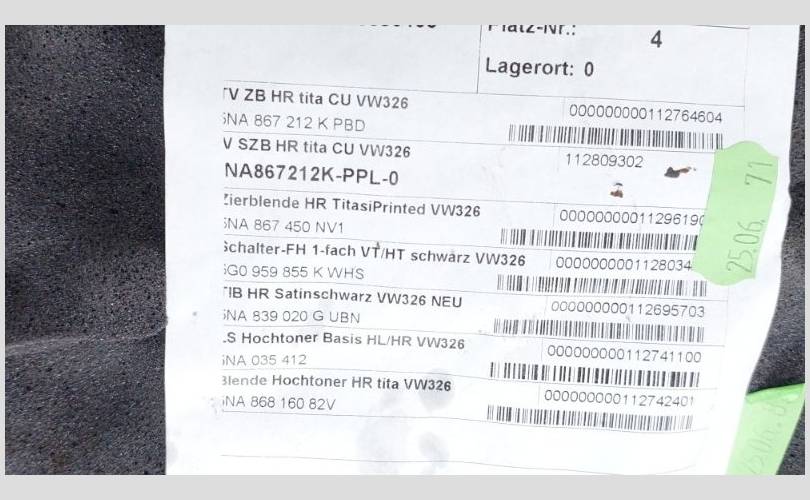 Platz-Nr.:
4
Lagerort: 0
TV ZB HR tita CU VW326
000000000112764604
5NA 867 212 K PBD
V SZB HR tita CU VW326
112809302
NA867212K-PPL-0
Zierblende HR TitasiPrinted VW326
5NA 867 450 NV1
Schalter-FH 1-fach VT/HT schwarz VW326
5G0 959 855 K WHS
TIB HR Satinschwarz VW326 NEU
000000000112695703
5NA 839 020 G UBN
LS Hochtoner Basis HL/HR VW326
000000000112741100
5NA 035 412
Blende Hochtoner HR tita VW326
000000000112742401
5NA 868 160 82V
25.06. 71